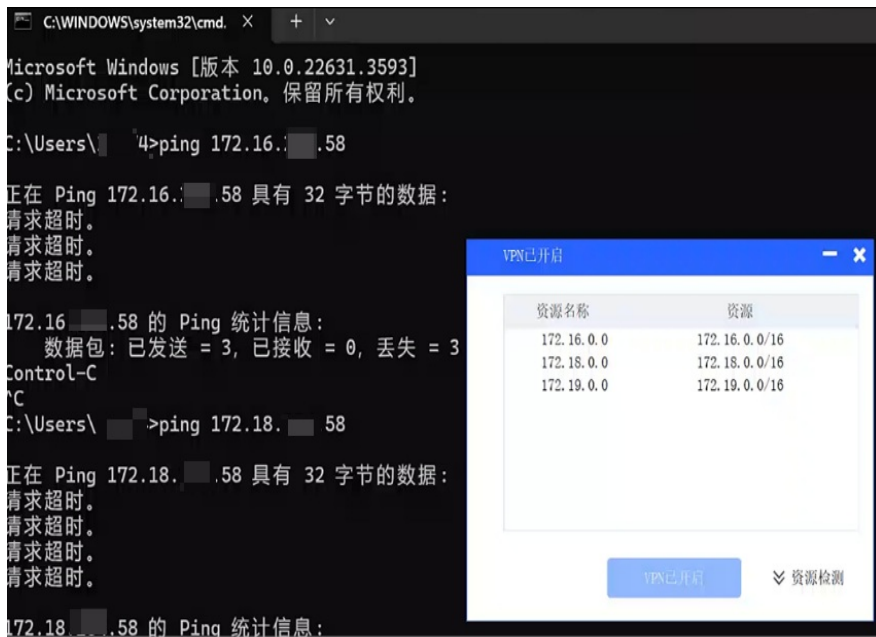 C:\WINDOWS\system32\cmd.
Microsoft Windows [版本 10.0.22631.3593]
(c) Microsoft Corporation。保留所有权利。
C:\Users\ 4>ping 172.16. .58
正在 Ping 172.16. .58 具有 32 字节的数据:
请求超时。
请求超时。
请求超时。
172.16 .58 的 Ping 统计信息:
数据包: 已发送 = 3, 已接收 = 0, 丢失 = 3
Control-C
^C
C:\Users\ >ping 172.18. 58
正在 Ping 172.18. .58 具有 32 字节的数据:
请求超时。
请求超时。
请求超时。
请求超时。
172.18 .58 的 Ping 统计信息:
VPN已开启
资源名称 资源
172.16.0.0 172.16.0.0/16
172.18.0.0 172.18.0.0/16
172.19.0.0 172.19.0.0/16
VPN已开启 资源检测